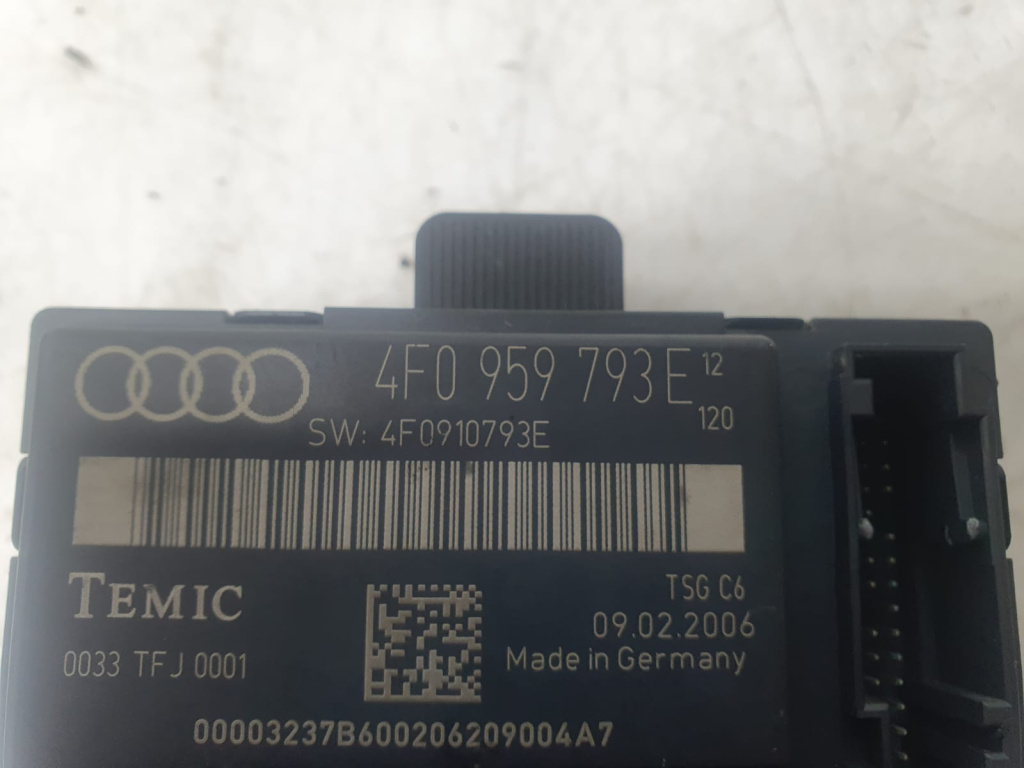 4F0 959 793 E 12
120
SW: 4F0910793E
TEMIC
TSG C6
09.02.2006
0033 TFJ 0001
Made in Germany
00003237B600206209004A7